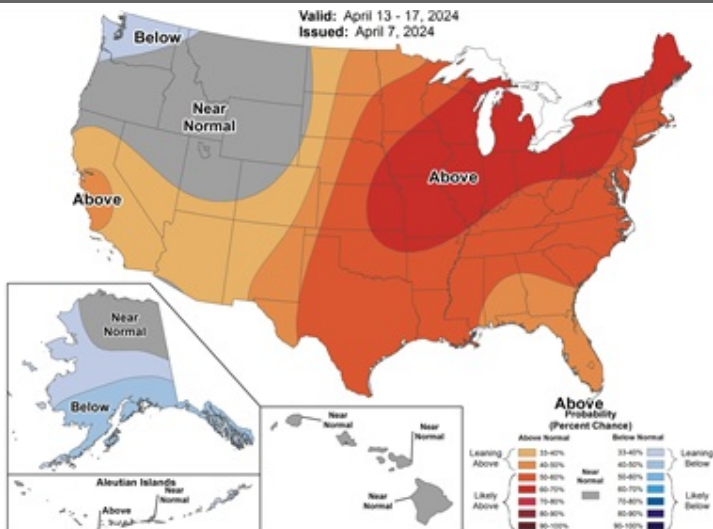 Valid: April 13 - 17, 2024
Issued: April 7, 2024
Below
Near
Normal
Above
Above
Near
Normal
Below
Aleutian Islands
Above
Near
Normal
Near
Normal
Near
Normal
Near
Normal
Above
Probability
(Percent Chance)
Above Normal
Below Normal
Leaning
Above
Likely
Above
33-40%
40-50%
50-60%
60-70%
70-80%
80-90%
90-100%
Near
Normal
33-40%
40-50%
50-60%
60-70%
70-80%
80-90%
90-100%
Leaning
Below
Likely
Below